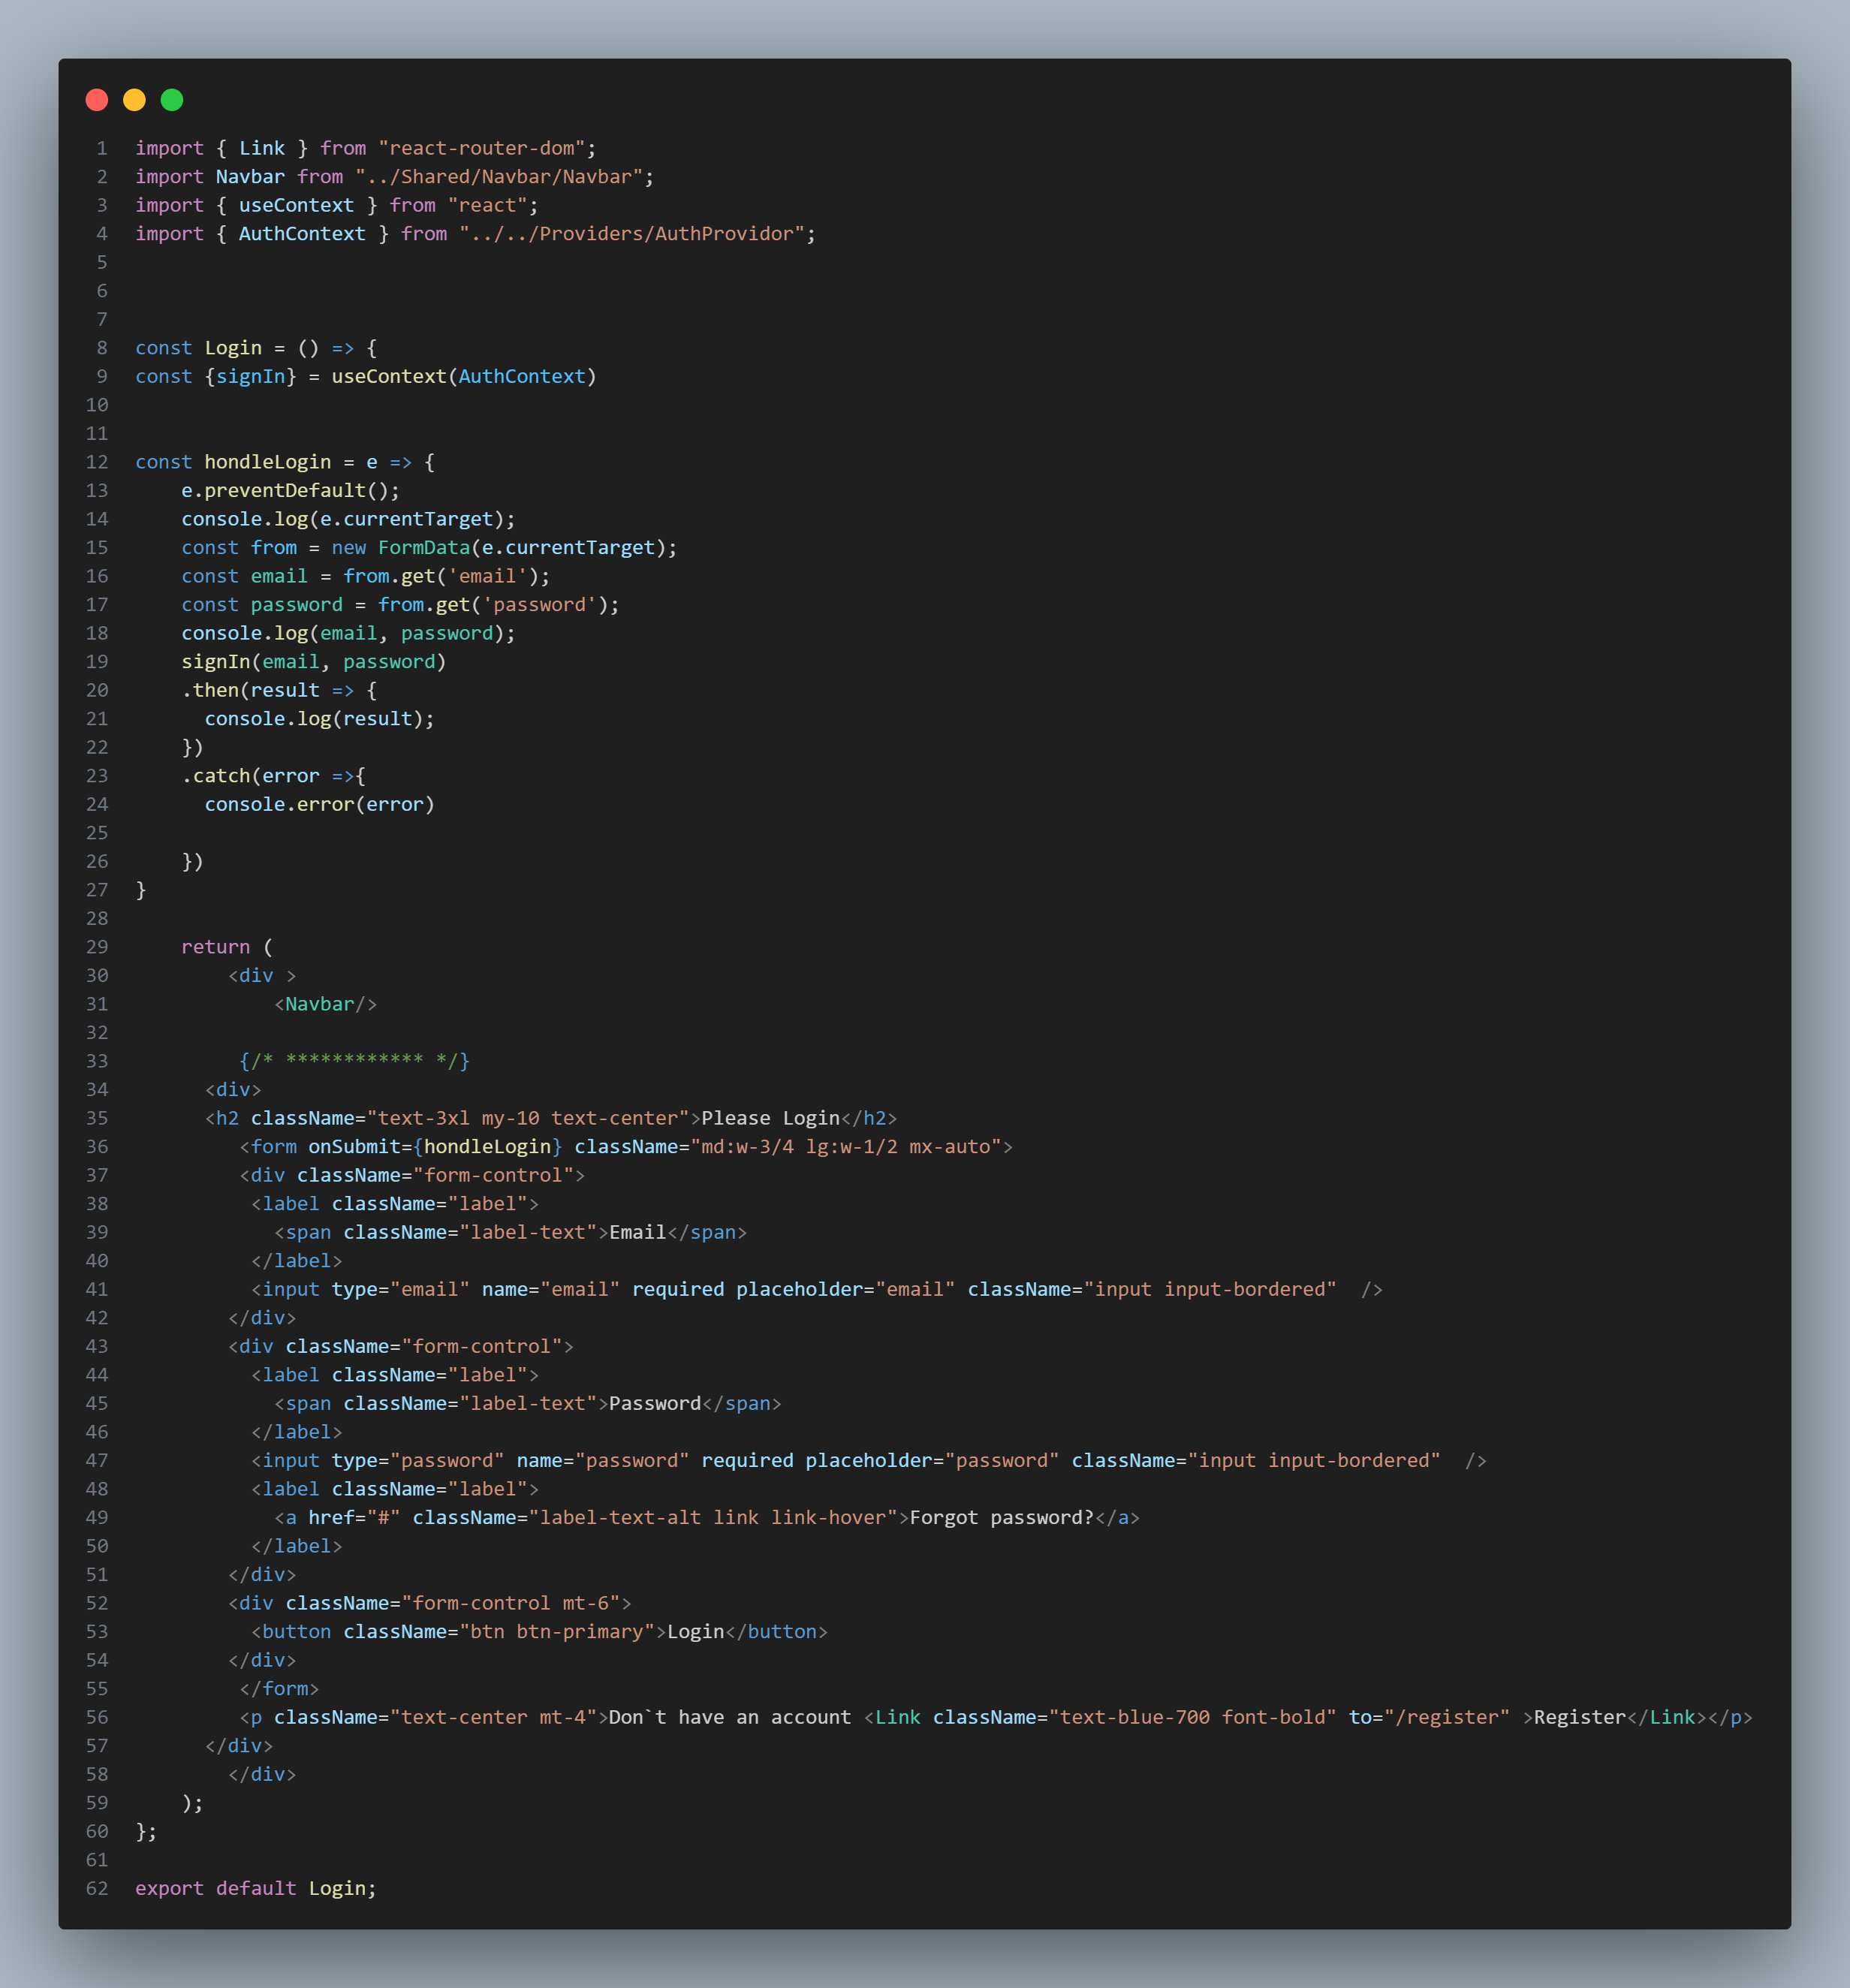 1 import { Link } from "react-router-dom";
2 import Navbar from "../Shared/Navbar/Navbar";
3 import { useContext } from "react";
4 import { AuthContext } from "../../Providers/AuthProvidor";
5
6
7
8 const Login = () => {
9 const {signIn} = useContext(AuthContext)
10
11
12 const hondleLogin = e => {
13     e.preventDefault();
14     console.log(e.currentTarget);
15     const from = new FormData(e.currentTarget);
16     const email = from.get('email');
17     const password = from.get('password');
18     console.log(email, password);
19     signIn(email, password)
20     .then(result => {
21       console.log(result);
22     })
23     .catch(error =>{
24       console.error(error)
25
26     })
27 }
28
29     return (
30         <div >
31             <Navbar/>
32
33          {/* ************ */}
34       <div>
35       <h2 className="text-3xl my-10 text-center">Please Login</h2>
36          <form onSubmit={hondleLogin} className="md:w-3/4 lg:w-1/2 mx-auto">
37          <div className="form-control">
38           <label className="label">
39             <span className="label-text">Email</span>
40           </label>
41           <input type="email" name="email" required placeholder="email" className="input input-bordered"  />
42         </div>
43         <div className="form-control">
44           <label className="label">
45             <span className="label-text">Password</span>
46           </label>
47           <input type="password" name="password" required placeholder="password" className="input input-bordered"  />
48           <label className="label">
49             <a href="#" className="label-text-alt link link-hover">Forgot password?</a>
50           </label>
51         </div>
52         <div className="form-control mt-6">
53           <button className="btn btn-primary">Login</button>
54         </div>
55          </form>
56          <p className="text-center mt-4">Don`t have an account <Link className="text-blue-700 font-bold" to="/register" >Register</Link></p>
57       </div>
58         </div>
59     );
60 };
61
62 export default Login;